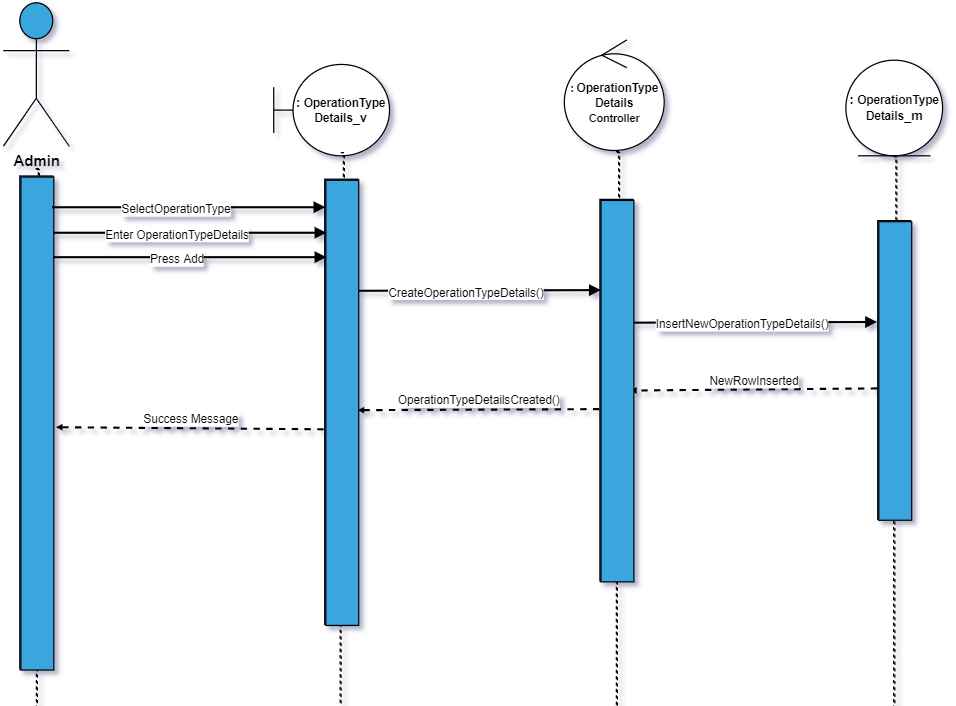 : OperationType
Details_v
: OperationType
Details
Controller
: OperationType
Details_m
Admin
SelectOperationType
Enter OperationTypeDetails
Press Add
CreateOperationTypeDetails()
InsertNewOperationTypeDetails()
NewRowInserted
OperationTypeDetailsCreated()
Success Message